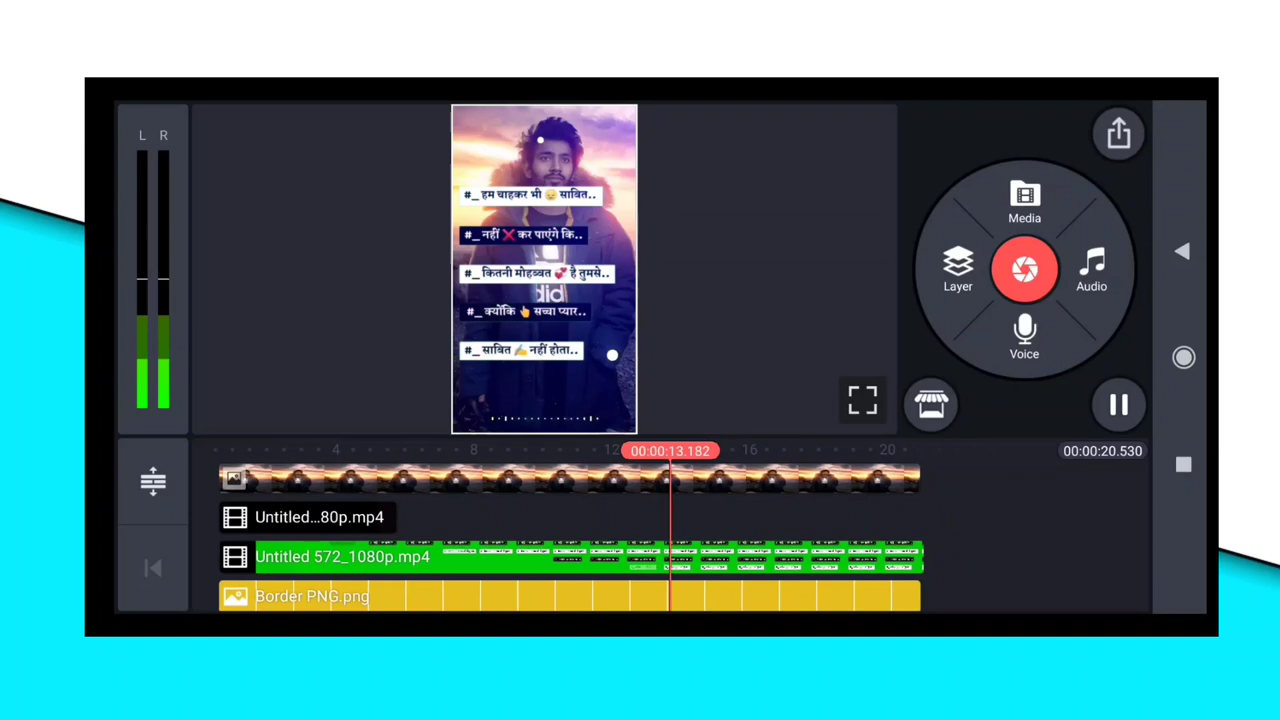 L R
#_ हम चाहकर भी 😞 साबित..
#_ नहीं ❌ कर पाएंगे कि..
#_ कितनी मोहब्बत 💞 है तुमसे..
did
#_ क्योंकि 👆 सच्चा प्यार..
#_ साबित ✍️ नहीं होता..
Media
Layer
Audio
Voice
4 8 12 00:00:13.182 16 20 00:00:20.530
Untitled...80p.mp4
Untitled 572_1080p.mp4
Border PNG.png